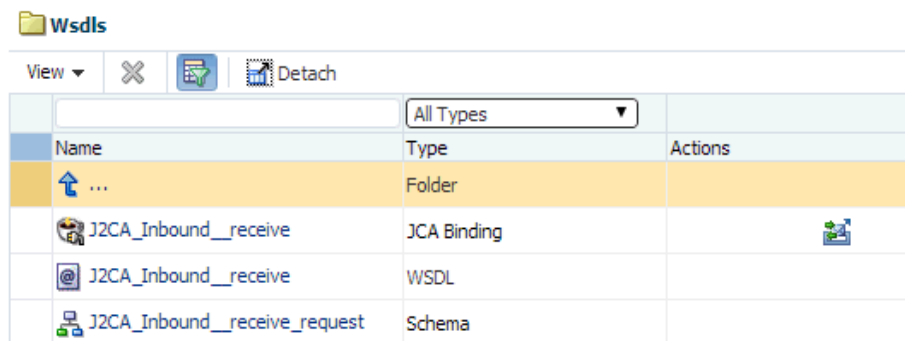 Wsdls
View Detach
All Types
Name Type Actions
... Folder
J2CA_Inbound__receive JCA Binding
J2CA_Inbound__receive WSDL
J2CA_Inbound__receive_request Schema